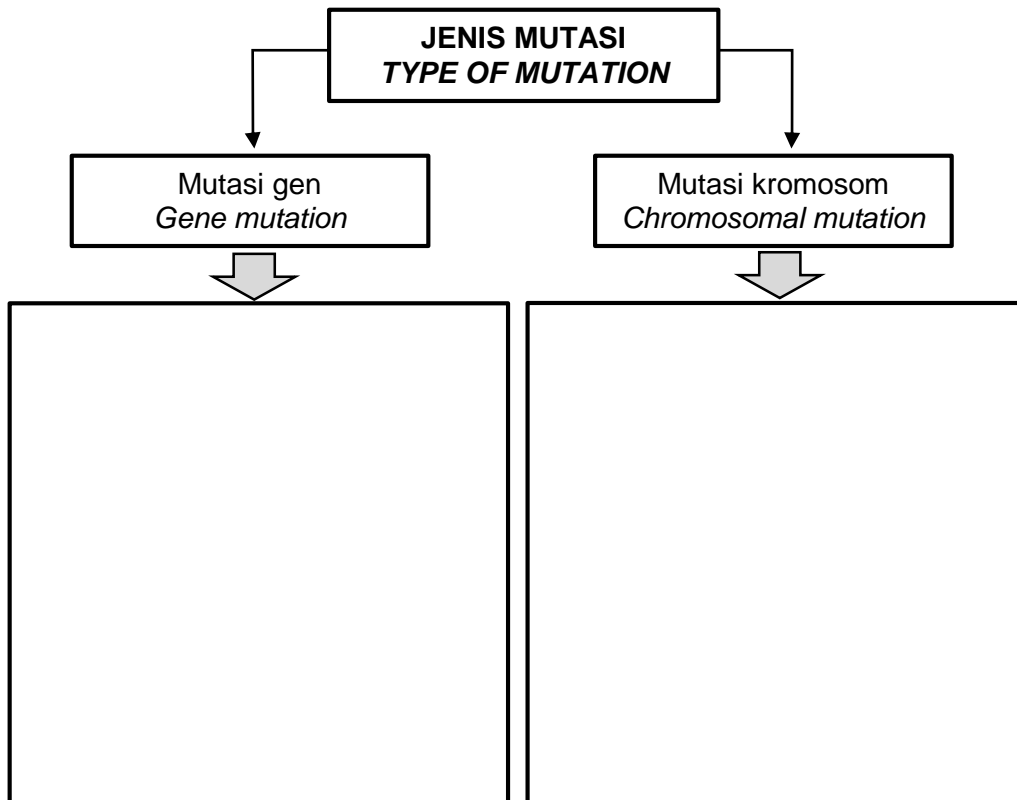 JENIS MUTASI
TYPE OF MUTATION
Mutasi gen
Gene mutation
Mutasi kromosom
Chromosomal mutation